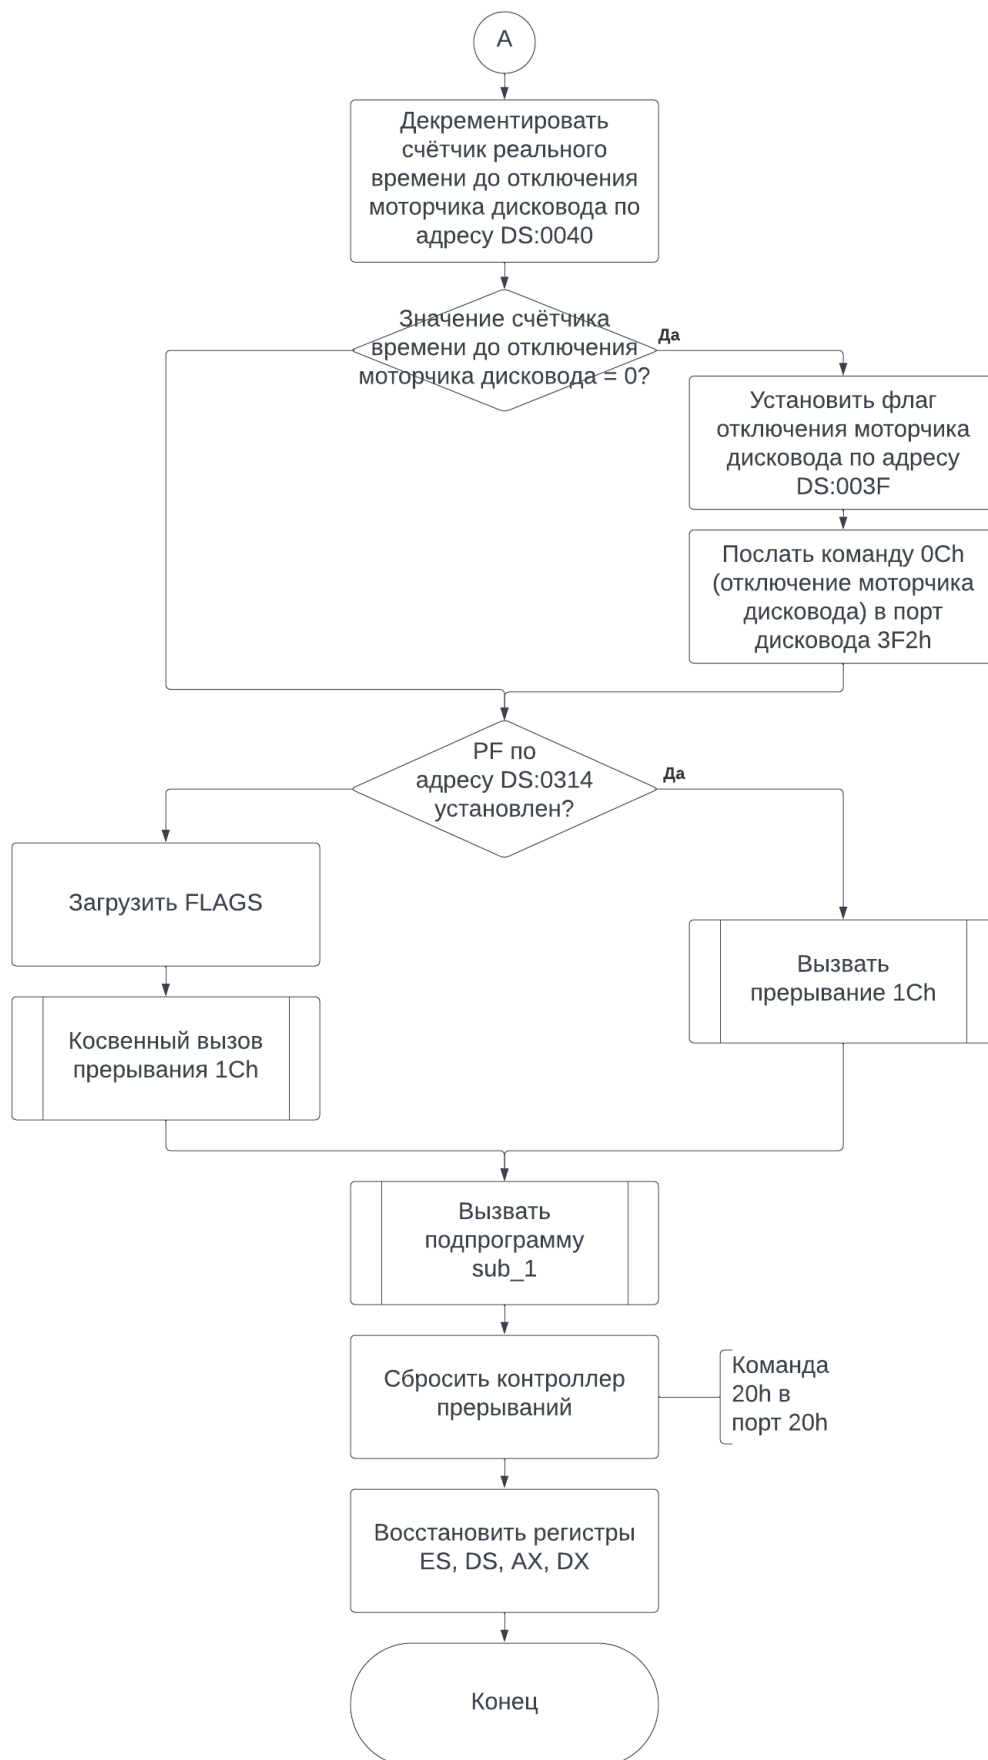 A
Декрементировать
счётчик реального
времени до отключения
моторчика дисковода по
адресу DS:0040
Значение счётчика
времени до отключения
моторчика дисковода = 0?
Да
Установить флаг
отключения моторчика
дисковода по адресу
DS:003F
Послать команду 0Ch
(отключение моторчика
дисковода) в порт
дисковода 3F2h
PF по
адресу DS:0314
установлен?
Да
Загрузить FLAGS
Косвенный вызов
прерывания 1Ch
Вызвать
прерывание 1Ch
Вызвать
подпрограмму
sub_1
Сбросить контроллер
прерываний
Команда
20h в
порт 20h
Восстановить регистры
ES, DS, AX, DX
Конец